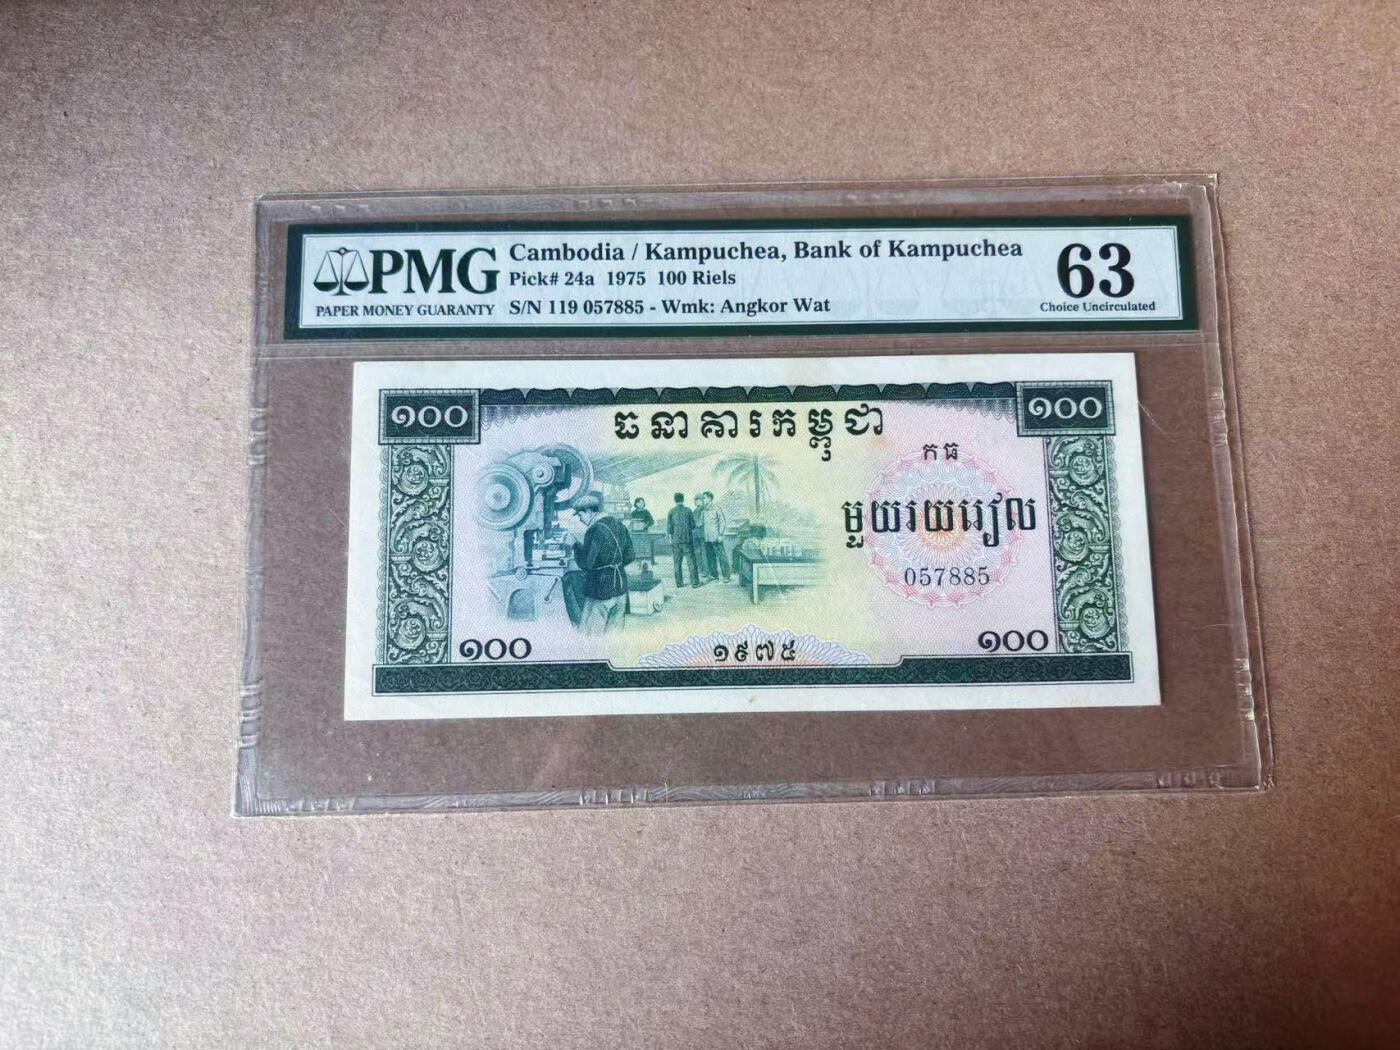 PMG
PAPER MONEY GUARANTY
Cambodia / Kampuchea, Bank of Kampuchea
Pick# 24a 1975 100 Riels
S/N 119 057885 - Wmk: Angkor Wat
63
Choice Uncirculated
១០០
ធនាគារកម្ពុជា
១០០
កធ
មួយរយរៀល
057885
១០០
១៩៧៥
១០០